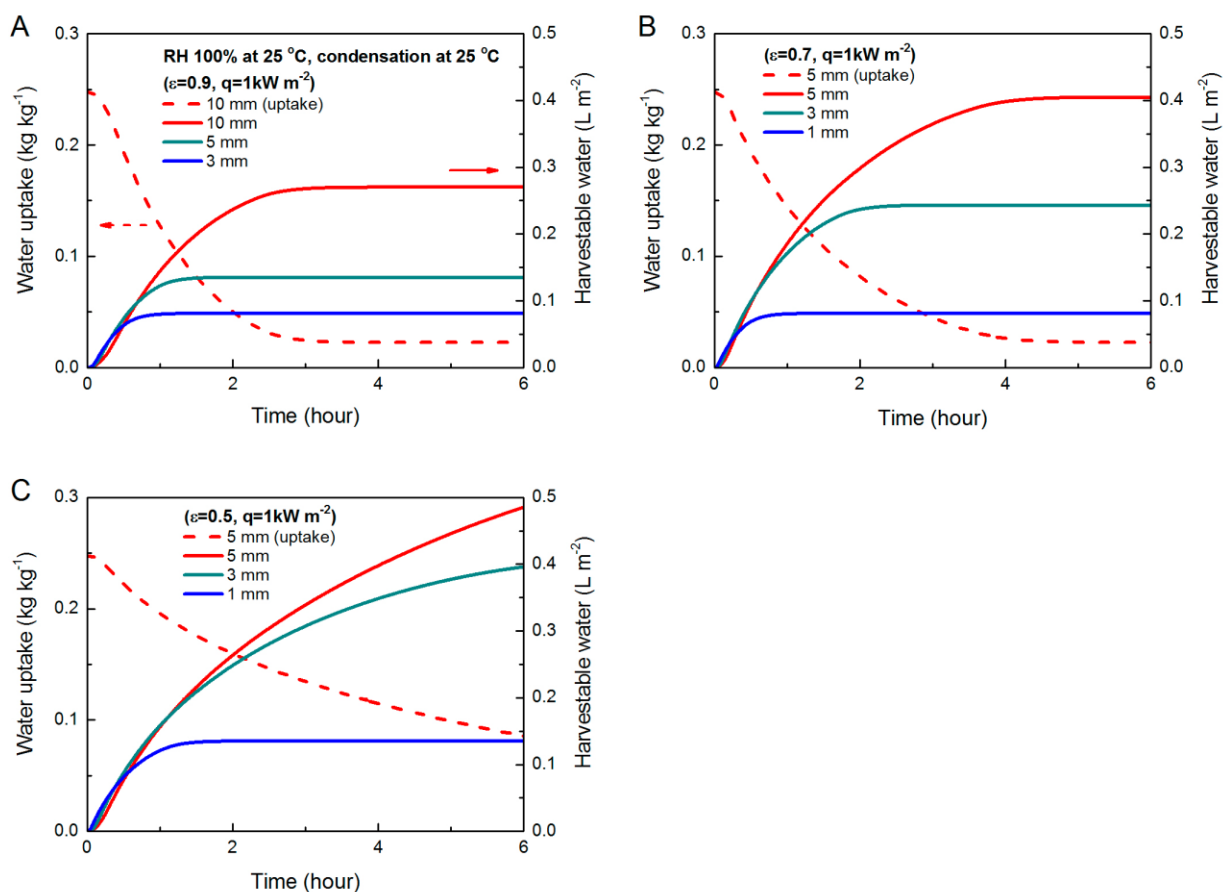 A
RH 100% at 25 °C, condensation at 25 °C
(ε=0.9, q=1kW m⁻²)
10 mm (uptake)
10 mm
5 mm
3 mm
Water uptake (kg kg⁻¹)
0.3
0.2
0.1
0.0
Harvestable water (L m⁻²)
0.5
0.4
0.3
0.2
0.1
0.0
0
2
4
6
Time (hour)
B
(ε=0.7, q=1kW m⁻²)
5 mm (uptake)
5 mm
3 mm
1 mm
Water uptake (kg kg⁻¹)
0.3
0.2
0.1
0.0
Harvestable water (L m⁻²)
0.5
0.4
0.3
0.2
0.1
0.0
0
2
4
6
Time (hour)
C
(ε=0.5, q=1kW m⁻²)
5 mm (uptake)
5 mm
3 mm
1 mm
Water uptake (kg kg⁻¹)
0.3
0.2
0.1
0.0
Harvestable water (L m⁻²)
0.5
0.4
0.3
0.2
0.1
0.0
0
2
4
6
Time (hour)